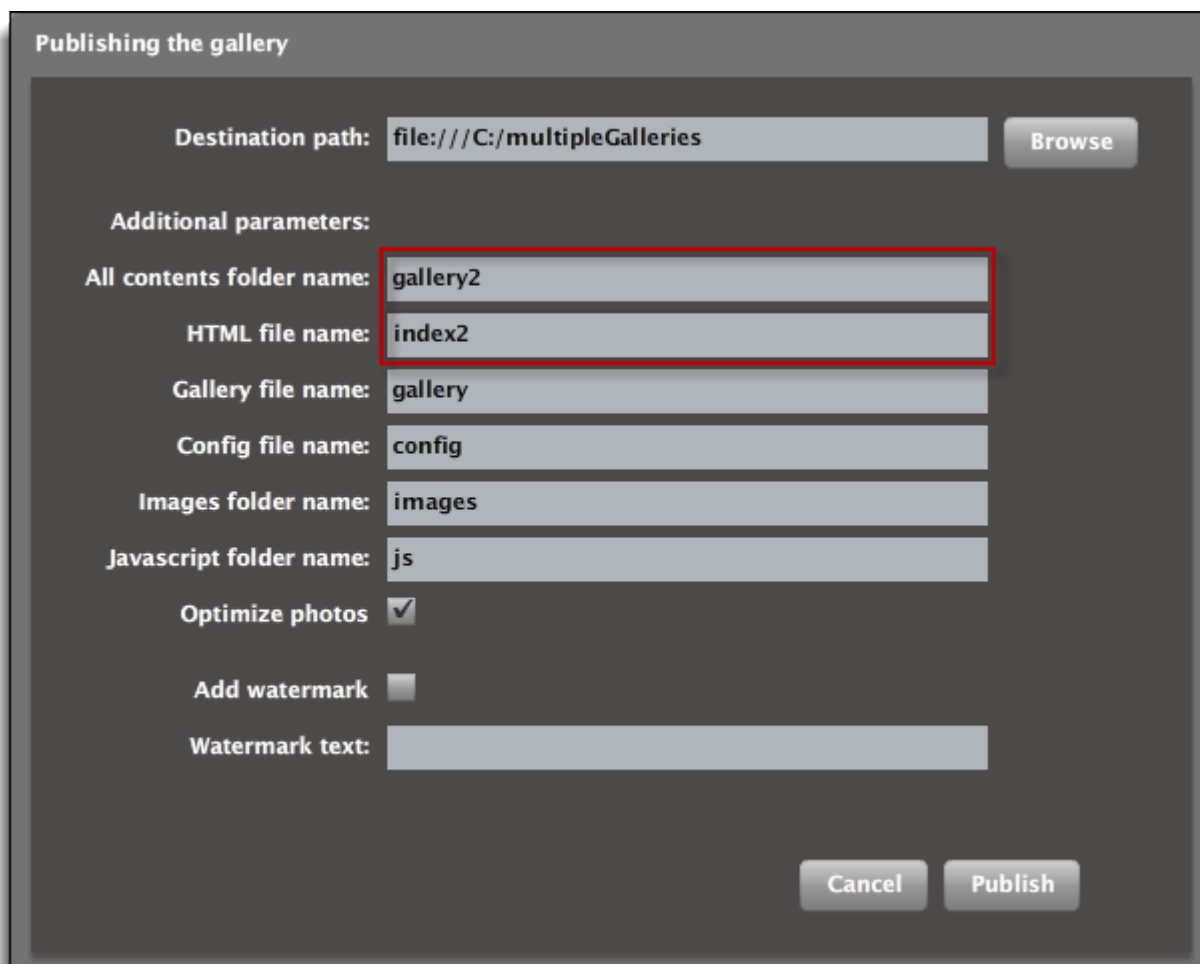 Publishing the gallery
Destination path: file:///C:/multipleGalleries Browse
Additional parameters:
All contents folder name: gallery2
HTML file name: index2
Gallery file name: gallery
Config file name: config
Images folder name: images
Javascript folder name: js
Optimize photos
Add watermark
Watermark text:
Cancel Publish